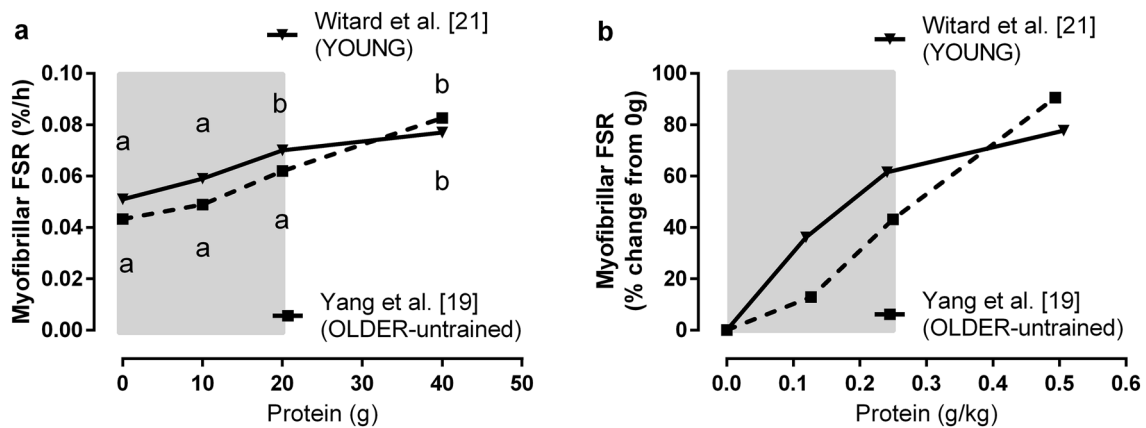 a
Witard et al. [21]
(YOUNG)
Myofibrillar FSR (%/h)
0.10
0.08
0.06
0.04
0.02
0.00
a
a
b
b
a
a
a
b
Yang et al. [19]
(OLDER-untrained)
0 10 20 30 40 50
Protein (g)
b
Witard et al. [21]
(YOUNG)
Myofibrillar FSR
(% change from 0g)
100
80
60
40
20
0
Yang et al. [19]
(OLDER-untrained)
0.0 0.1 0.2 0.3 0.4 0.5 0.6
Protein (g/kg)